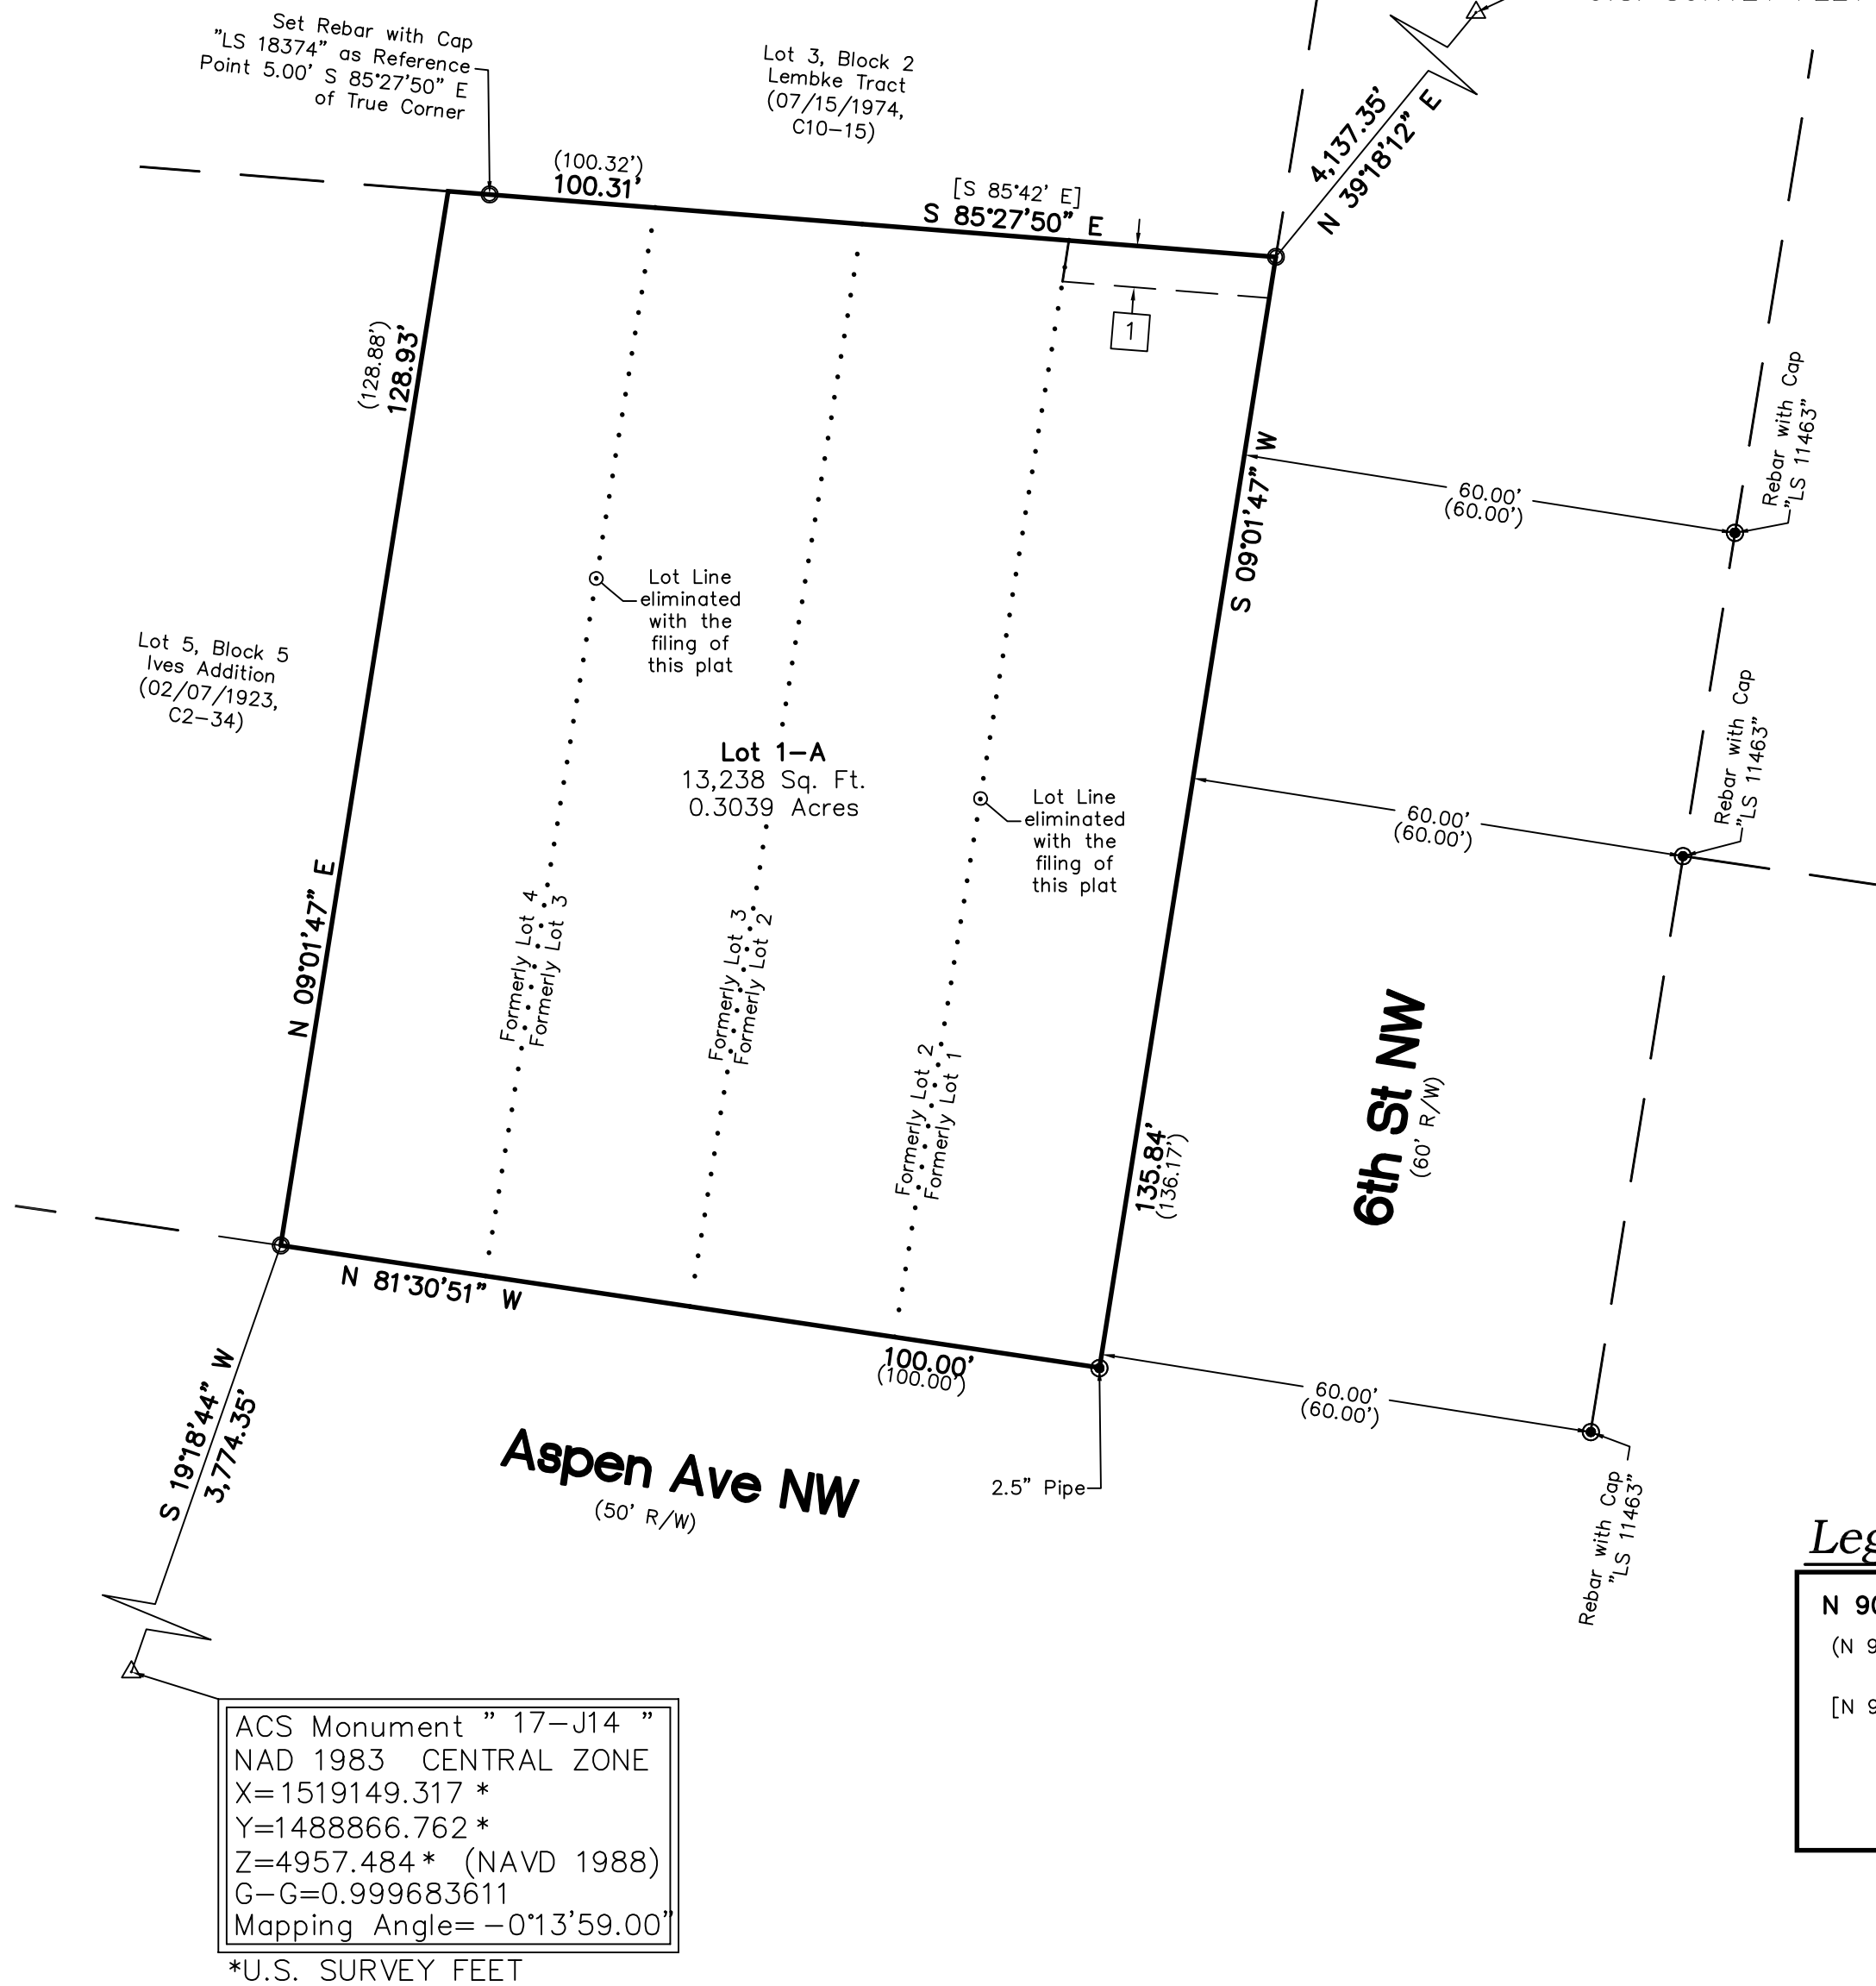 Set Rebar with Cap
"LS 18374" as Reference
Point 5.00' S 85°27'50" E
of True Corner
Lot 3, Block 2
Lembke Tract
(07/15/1974,
C10-15)
4,137.35'
N 39°18'12" E
(100.32')
100.31'
[S 85°42' E]
S 85°27'50" E
1
(128.88')
128.93'
N 09°01'47" E
S 09°01'47" W
Rebar with Cap
"LS 11463"
60.00'
(60.00')
Lot Line
eliminated
with the
filing of
this plat
Lot 5, Block 5
Ives Addition
(02/07/1923,
C2-34)
Lot 1-A
13,238 Sq. Ft.
0.3039 Acres
Lot Line
eliminated
with the
filing of
this plat
Rebar with Cap
"LS 11463"
60.00'
(60.00')
Formerly Lot 4
Formerly Lot 3
Formerly Lot 3
Formerly Lot 2
Formerly Lot 2
Formerly Lot 1
135.84'
(136.17')
6th St NW
(60' R/W)
N 81°30'51" W
100.00'
(100.00')
60.00'
(60.00')
S 19°18'44" W
3,774.35'
Aspen Ave NW
(50' R/W)
2.5" Pipe
Rebar with Cap
"LS 11463"
Leg
N 90
(N 9
[N 9
ACS Monument " 17-J14 "
NAD 1983 CENTRAL ZONE
X=1519149.317 *
Y=1488866.762 *
Z=4957.484 * (NAVD 1988)
G-G=0.999683611
Mapping Angle= -0°13'59.00"
*U.S. SURVEY FEET